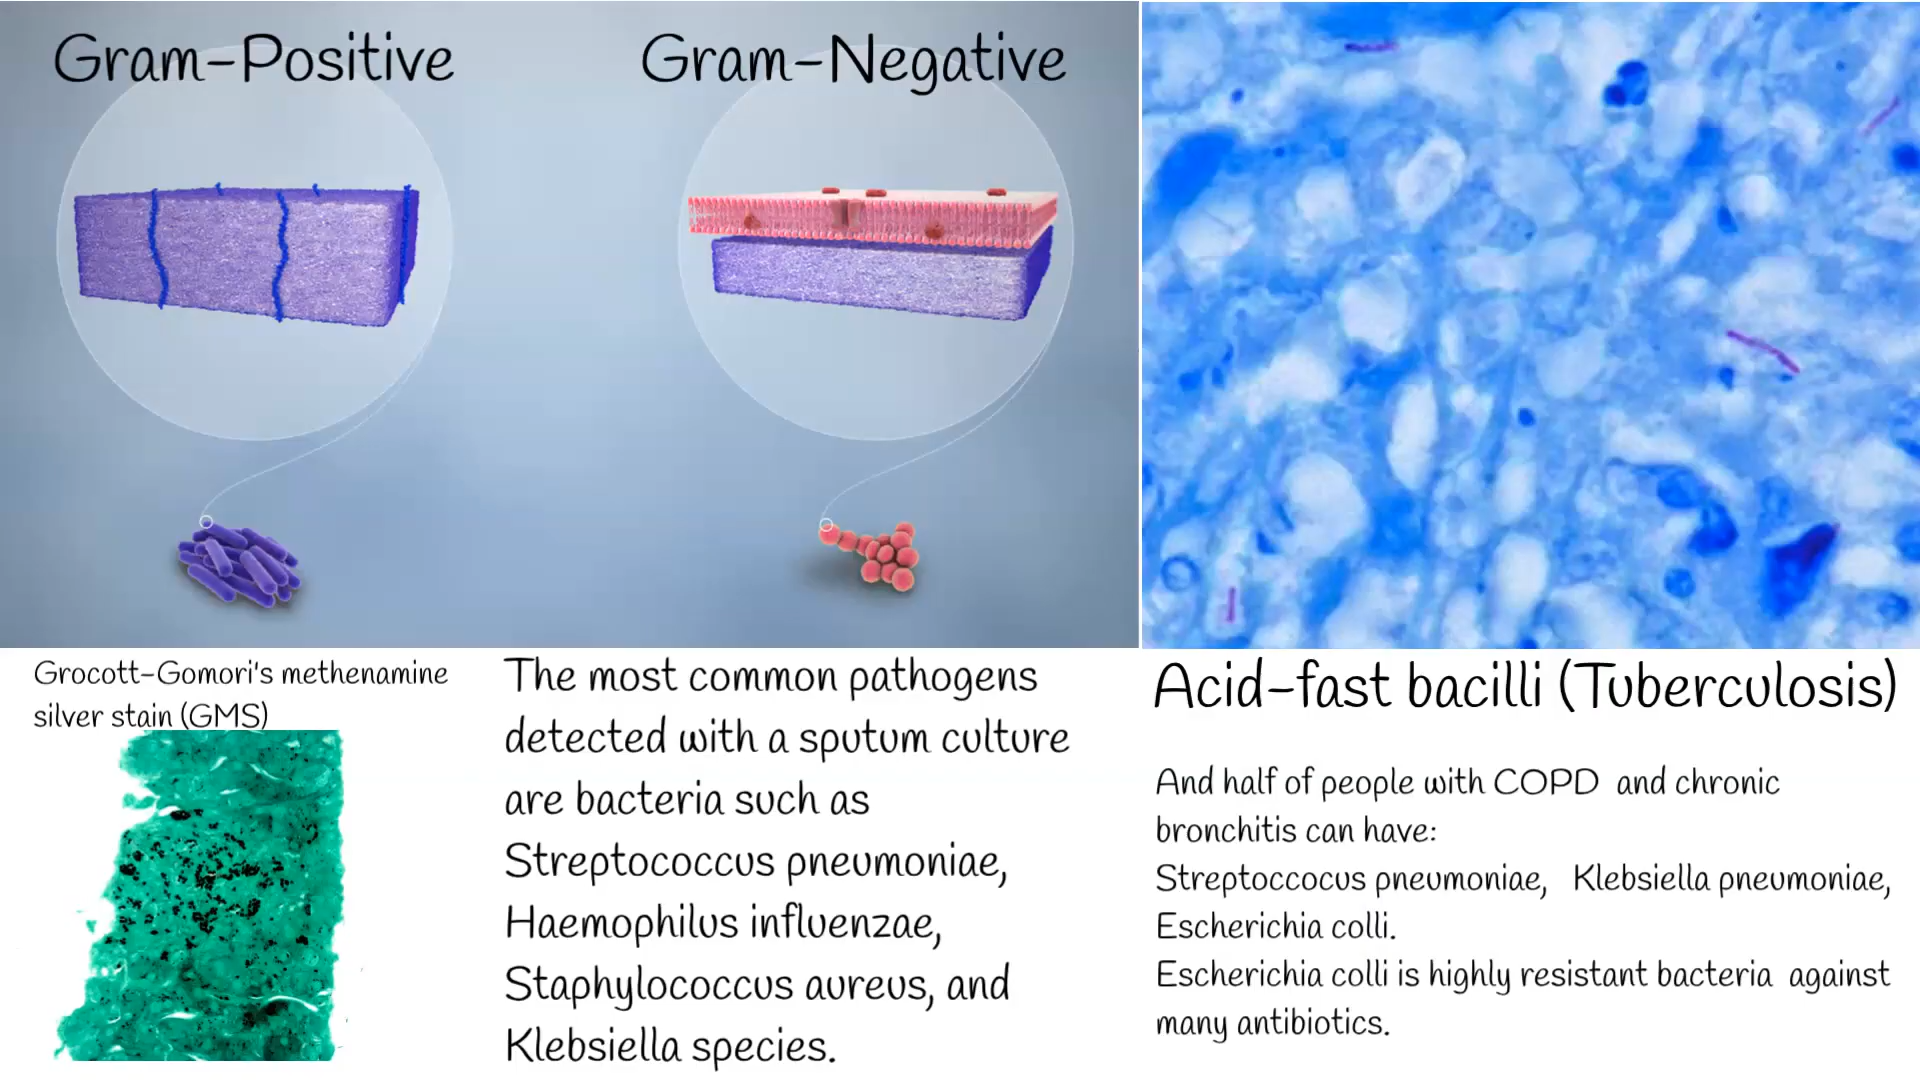 Gram-Positive
Gram-Negative
Grocott-Gomori's methenamine
silver stain (GMS)
The most common pathogens
detected with a sputum culture
are bacteria such as
Streptococcus pneumoniae,
Haemophilus influenzae,
Staphylococcus aureus, and
Klebsiella species.
Acid-fast bacilli (Tuberculosis)
And half of people with COPD and chronic
bronchitis can have:
Streptoccocus pneumoniae, Klebsiella pneumoniae,
Escherichia colli.
Escherichia colli is highly resistant bacteria against
many antibiotics.